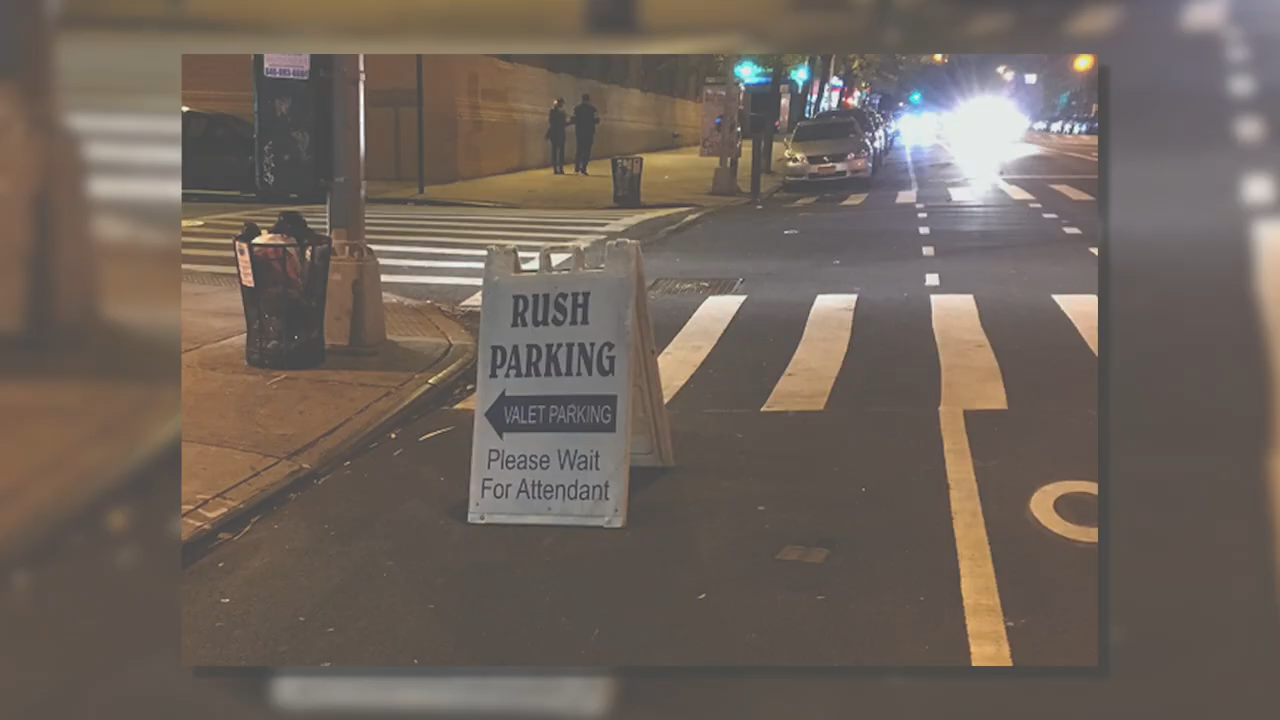 RUSH
PARKING
VALET PARKING
Please Wait
For Attendant